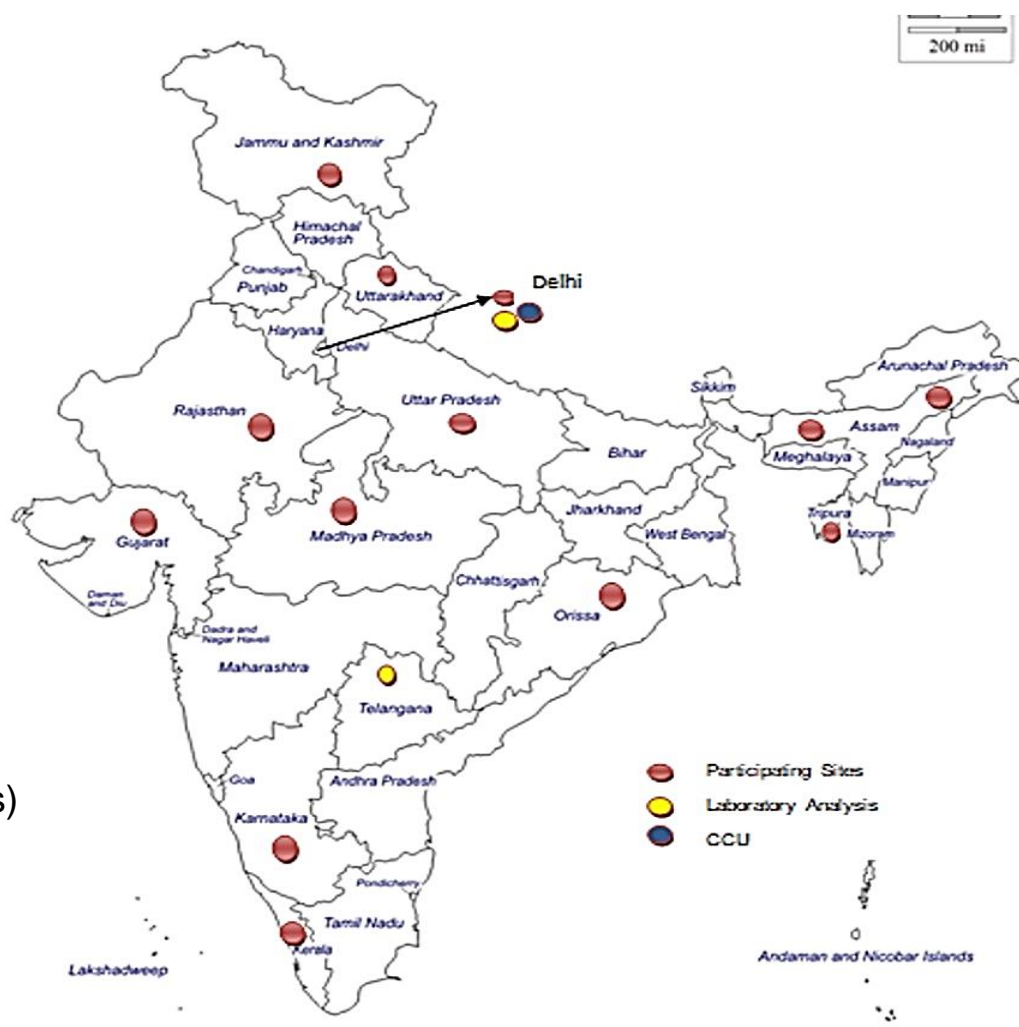 200 mi
Jammu and Kashmir
Himachal
Pradesh
Chandigarh
Punjab
Uttarakhand
Delhi
Haryana
Delhi
Sikkim
Arunachal Pradesh
Rajasthan
Uttar Pradesh
Assam
Nagaland
Bihar
Meghalaya
Manipur
Jharkhand
Tripura
Gujarat
Madhya Pradesh
West Bengal
Mizoram
Chhattisgarh
Daman
and Diu
Orissa
Dadra and
Nagar Haveli
Maharashtra
Telangana
Goa
Andhra Pradesh
Participating Sites
s)
Laboratory Analysis
Karnataka
CCU
Pondicherry
Tamil Nadu
Kerala
Lakshadweep
Andaman and Nicobar Islands